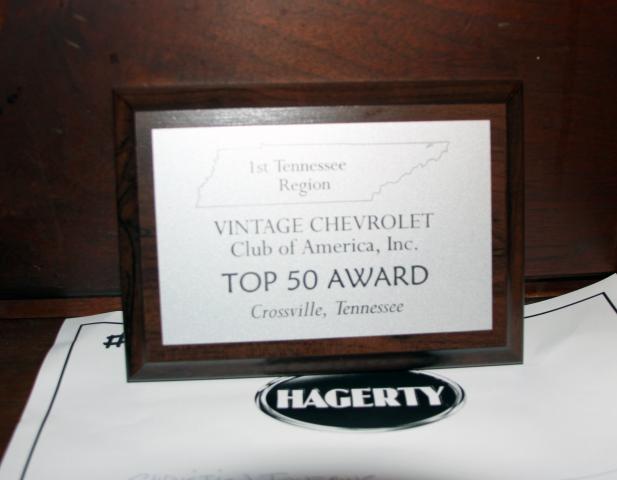 1st Tennessee
Region
VINTAGE CHEVROLET
Club of America, Inc.
TOP 50 AWARD
Crossville, Tennessee
#
HAGERTY